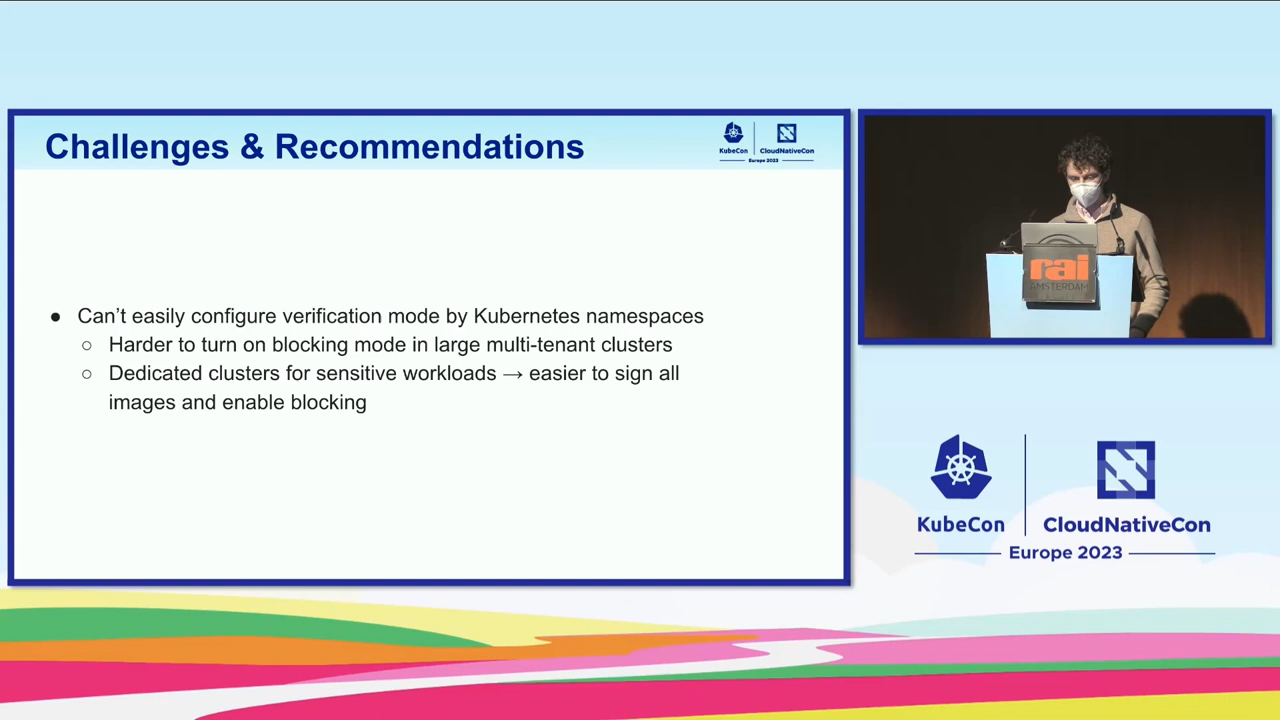 Challenges & Recommendations
KubeCon
CloudNativeCon
Europe 2023
● Can’t easily configure verification mode by Kubernetes namespaces
○ Harder to turn on blocking mode in large multi-tenant clusters
○ Dedicated clusters for sensitive workloads → easier to sign all
images and enable blocking
rai
AMSTERDAM
KubeCon
CloudNativeCon
Europe 2023